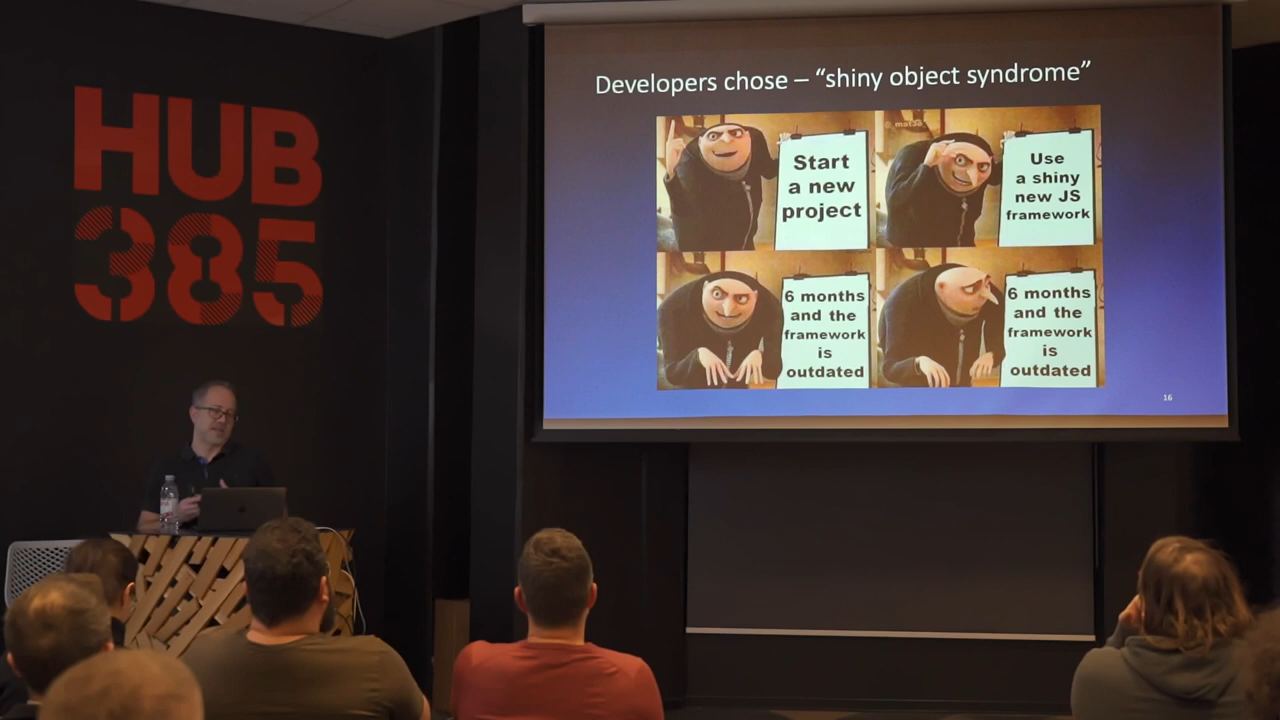 HUB
385
Developers chose – “shiny object syndrome”
Start
a new
project
Use
a shiny
new JS
framework
6 months
and the
framework
is
outdated
6 months
and the
framework
is
outdated
16